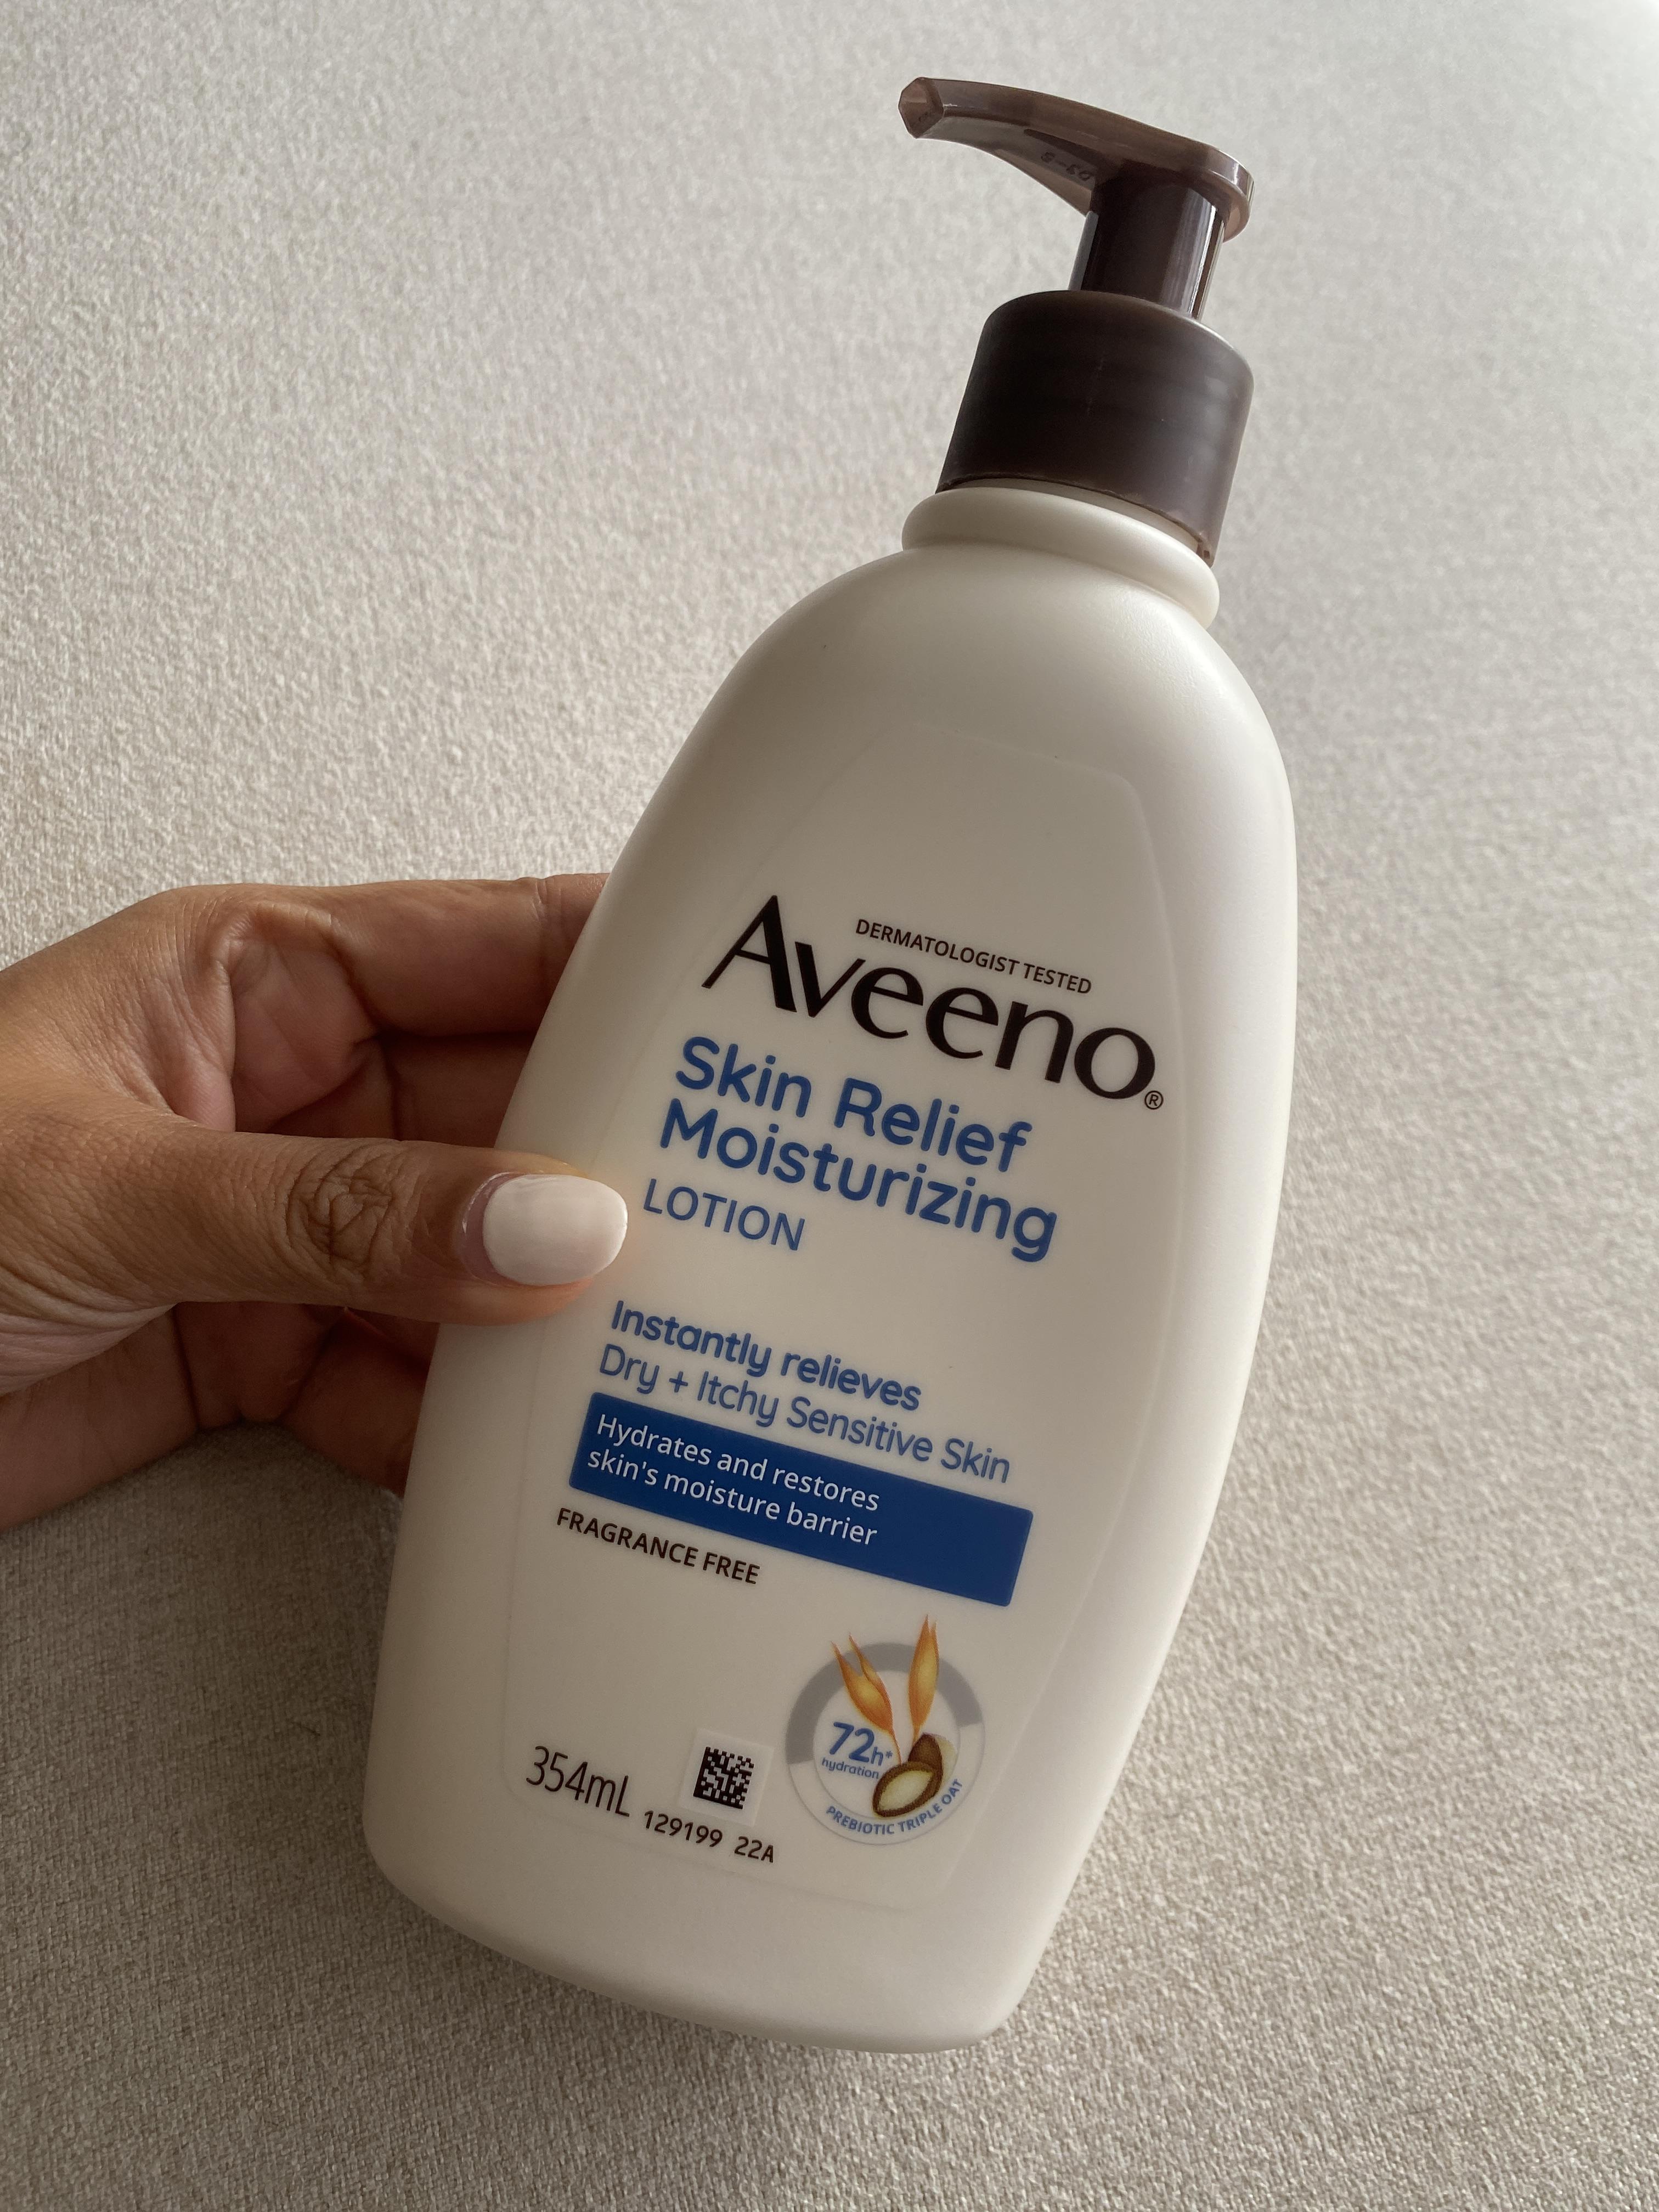 DERMATOLOGIST TESTED
Aveeno®
Skin Relief
Moisturizing
LOTION
Instantly relieves
Dry + Itchy Sensitive Skin
Hydrates and restores
skin's moisture barrier
FRAGRANCE FREE
72h*
hydration
PREBIOTIC TRIPLE OAT
354mL
129199 22A